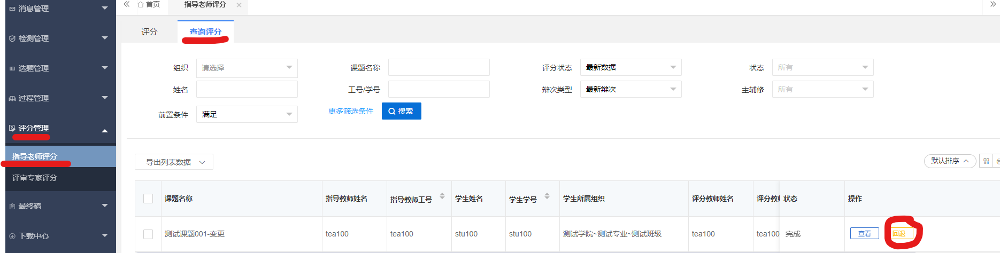 消息管理
检测管理
选题管理
过程管理
评分管理
指导老师评分
评审专家评分
最终稿
下载中心
首页
指导老师评分
评分
查询评分
组织 请选择
课题名称
评分状态 最新数据
状态 所有
姓名
工号/学号
辩次类型 最新辩次
主辅修 所有
前置条件 满足
更多筛选条件
搜索
导出列表数据
默认排序
课题名称 指导教师姓名 指导教师工号 学生姓名 学生学号 学生所属组织 评分教师姓名 评分教 状态 操作
测试课题001-变更 tea100 tea100 stu100 stu100 测试学院~测试专业~测试班级 tea100 tea100 完成 查看 回退